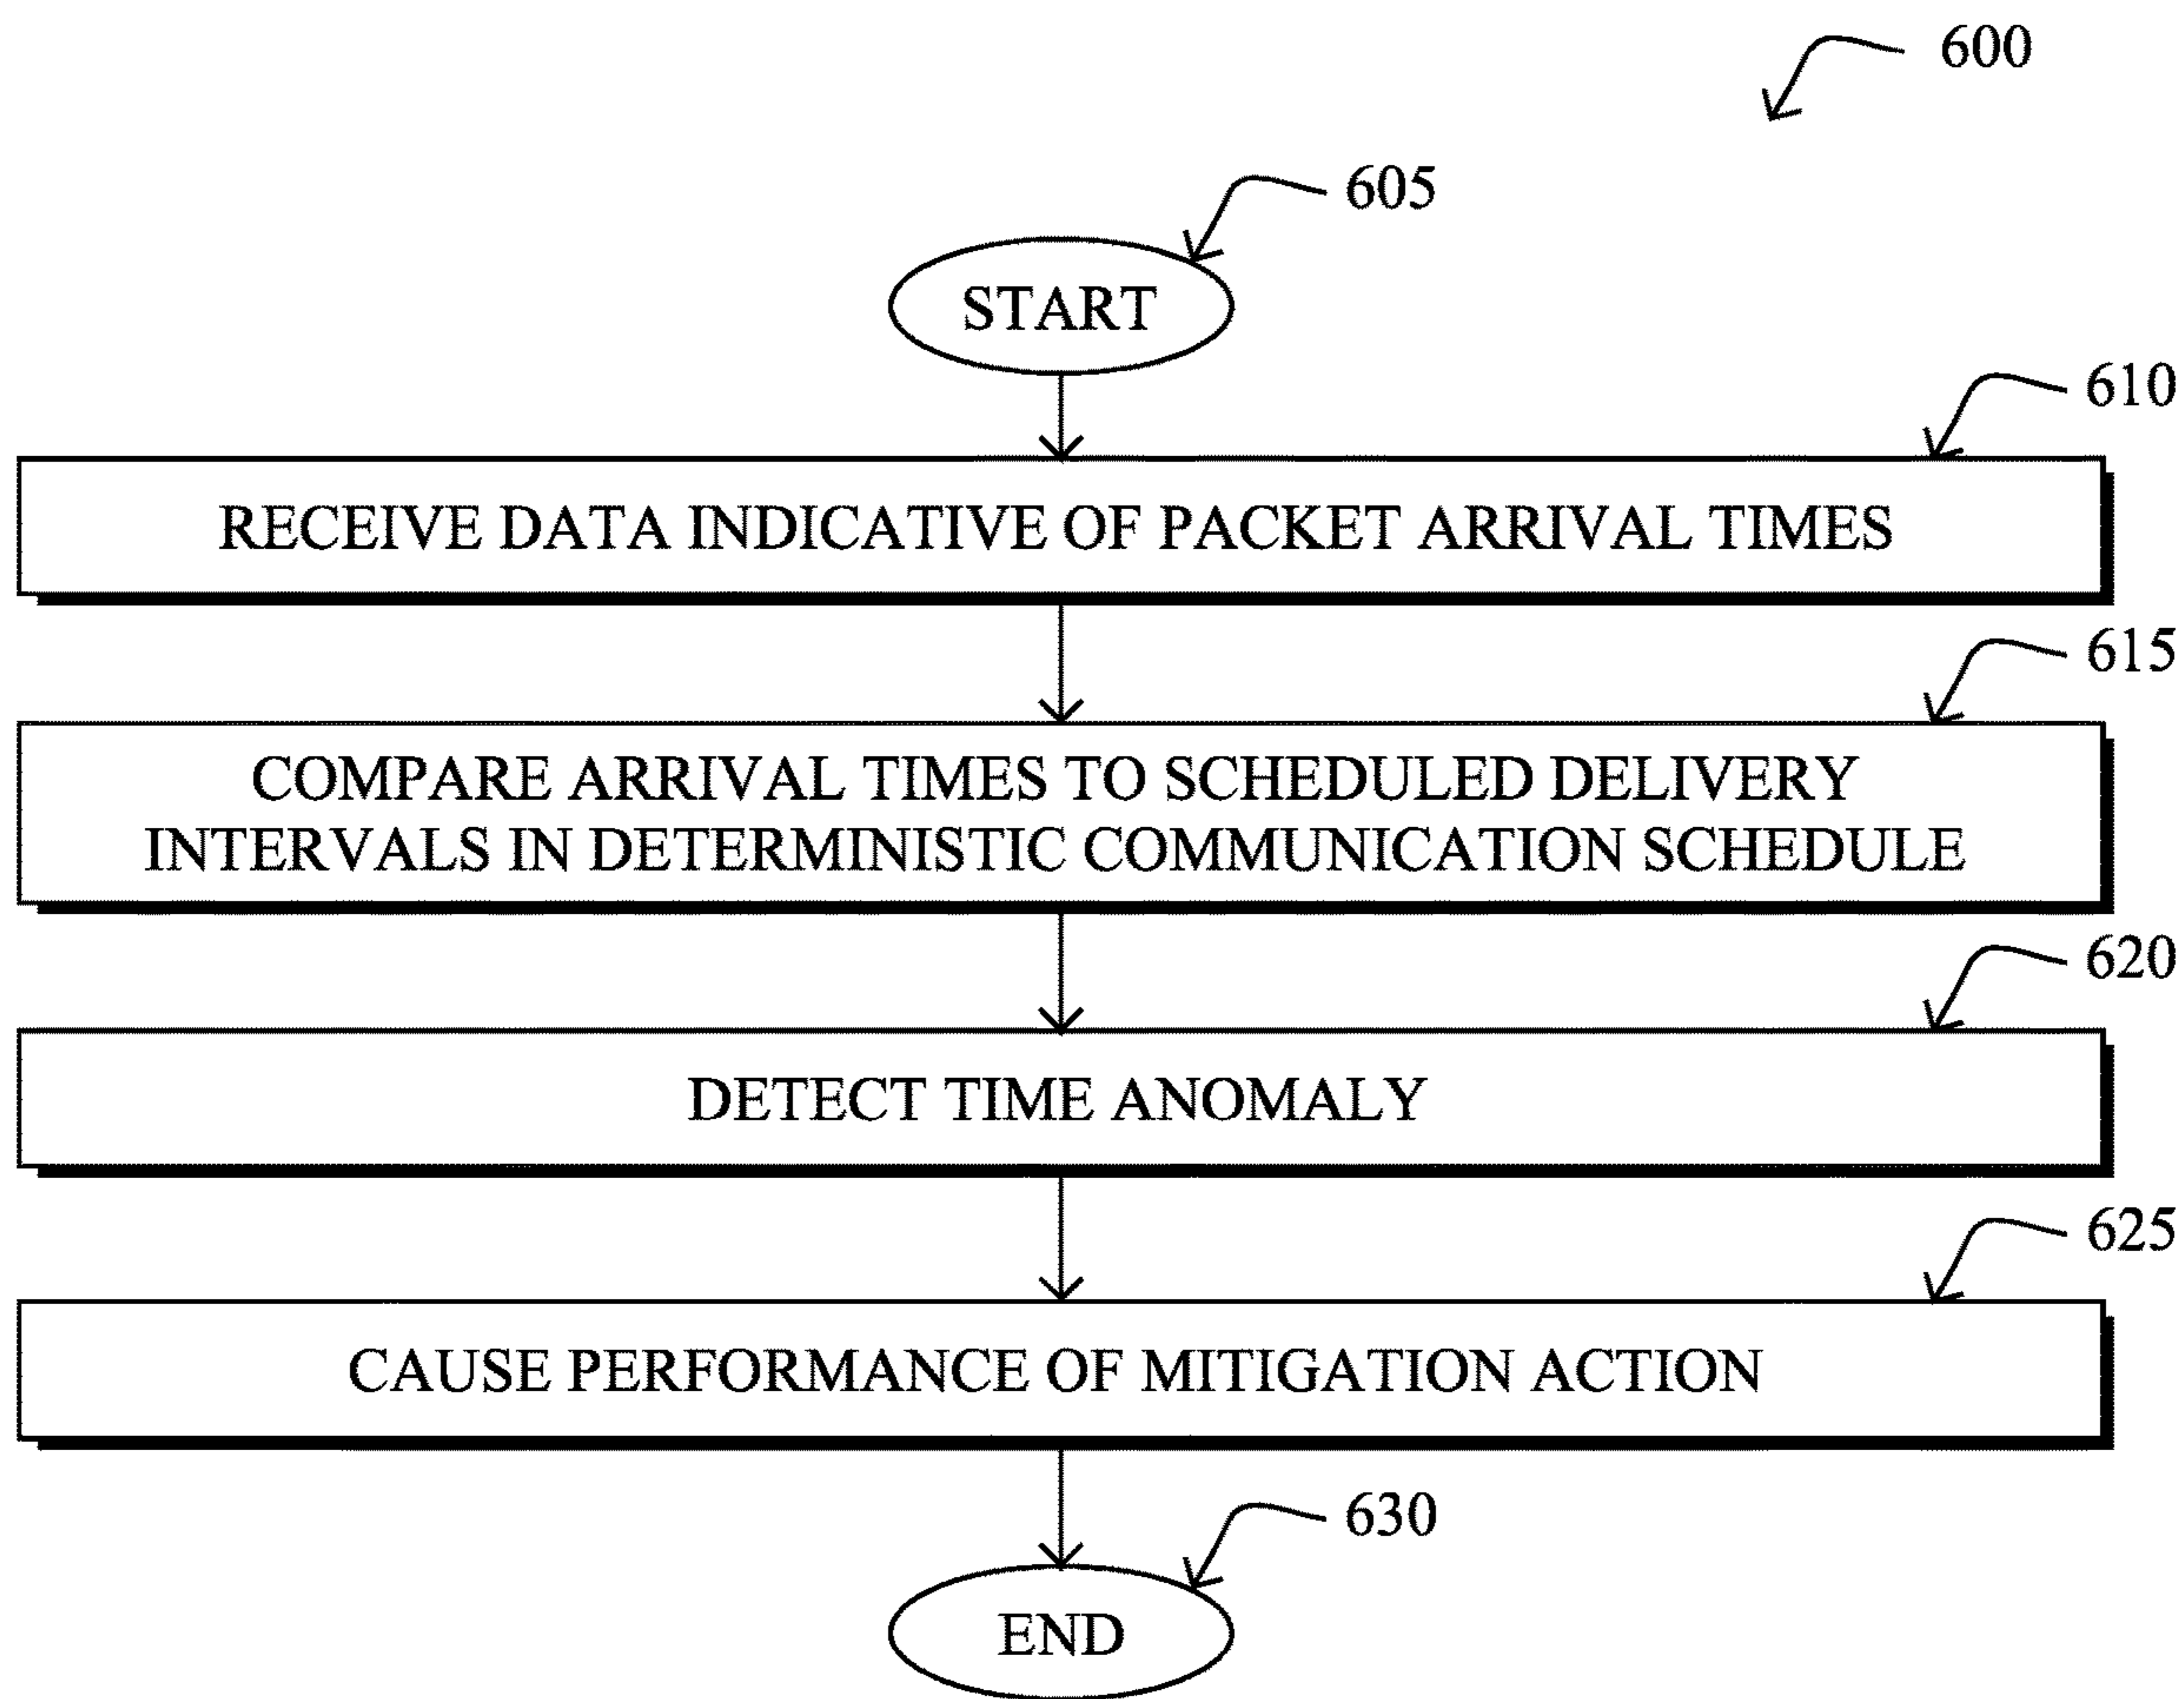 600
605
START
610
RECEIVE DATA INDICATIVE OF PACKET ARRIVAL TIMES
615
COMPARE ARRIVAL TIMES TO SCHEDULED DELIVERY
INTERVALS IN DETERMINISTIC COMMUNICATION SCHEDULE
620
DETECT TIME ANOMALY
625
CAUSE PERFORMANCE OF MITIGATION ACTION
630
END